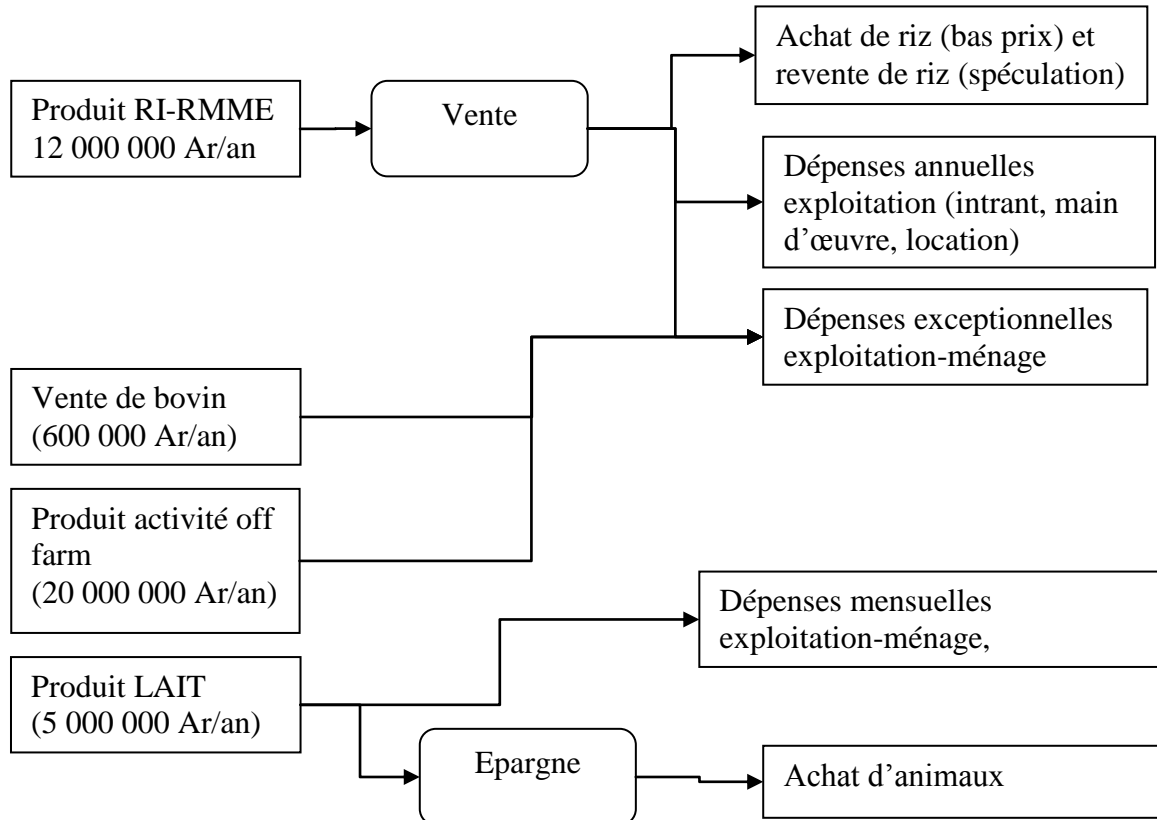 Achat de riz (bas prix) et
revente de riz (spéculation)
Produit RI-RMME
12 000 000 Ar/an
Vente
Dépenses annuelles
exploitation (intrant, main
d’œuvre, location)
Dépenses exceptionnelles
exploitation-ménage
Vente de bovin
(600 000 Ar/an)
Produit activité off
farm
(20 000 000 Ar/an)
Dépenses mensuelles
exploitation-ménage,
Produit LAIT
(5 000 000 Ar/an)
Epargne
Achat d’animaux